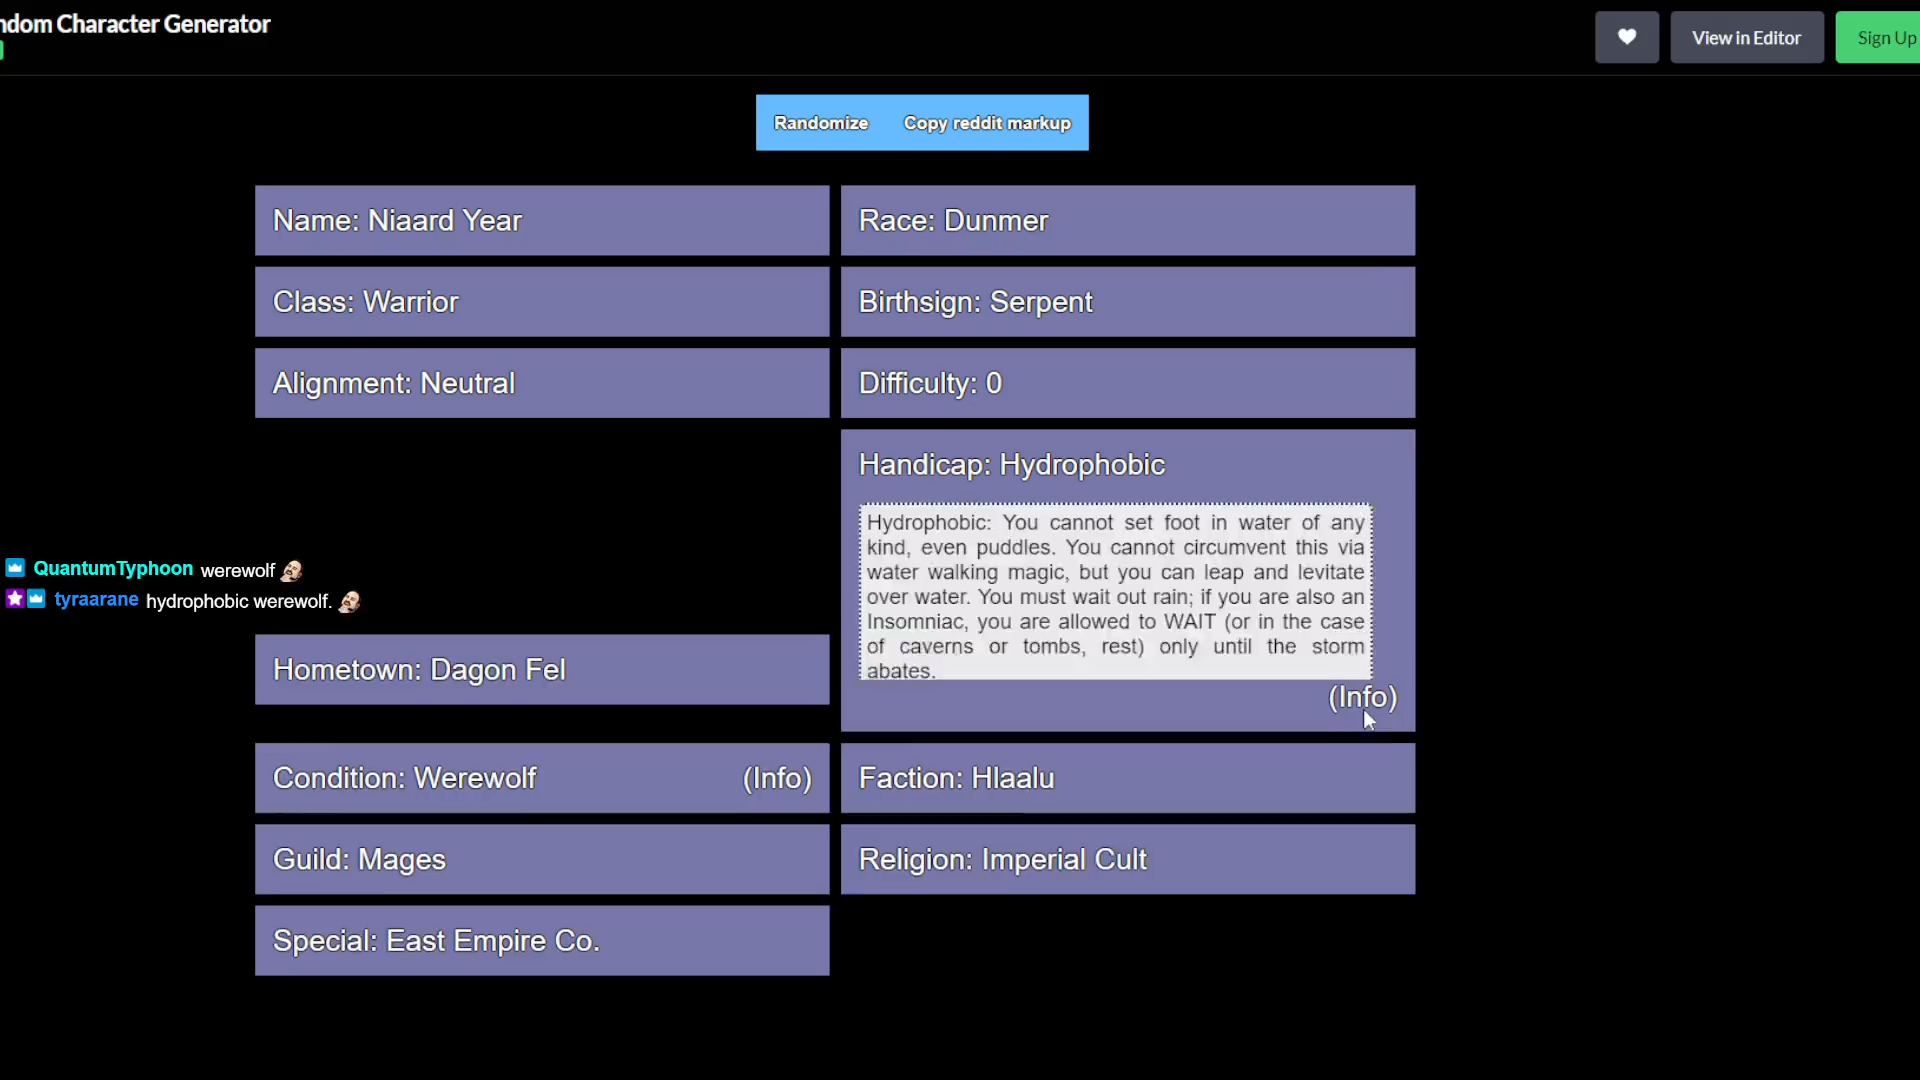 ndom Character Generator
View in Editor
Sign Up
Randomize
Copy reddit markup
Name: Niaard Year
Race: Dunmer
Class: Warrior
Birthsign: Serpent
Alignment: Neutral
Difficulty: 0
Handicap: Hydrophobic
Hydrophobic: You cannot set foot in water of any
kind, even puddles. You cannot circumvent this via
water walking magic, but you can leap and levitate
over water. You must wait out rain; if you are also an
Insomniac, you are allowed to WAIT (or in the case
of caverns or tombs, rest) only until the storm
abates.
(Info)
QuantumTyphoon werewolf
tyraarane hydrophobic werewolf.
Hometown: Dagon Fel
Condition: Werewolf (Info)
Faction: Hlaalu
Guild: Mages
Religion: Imperial Cult
Special: East Empire Co.